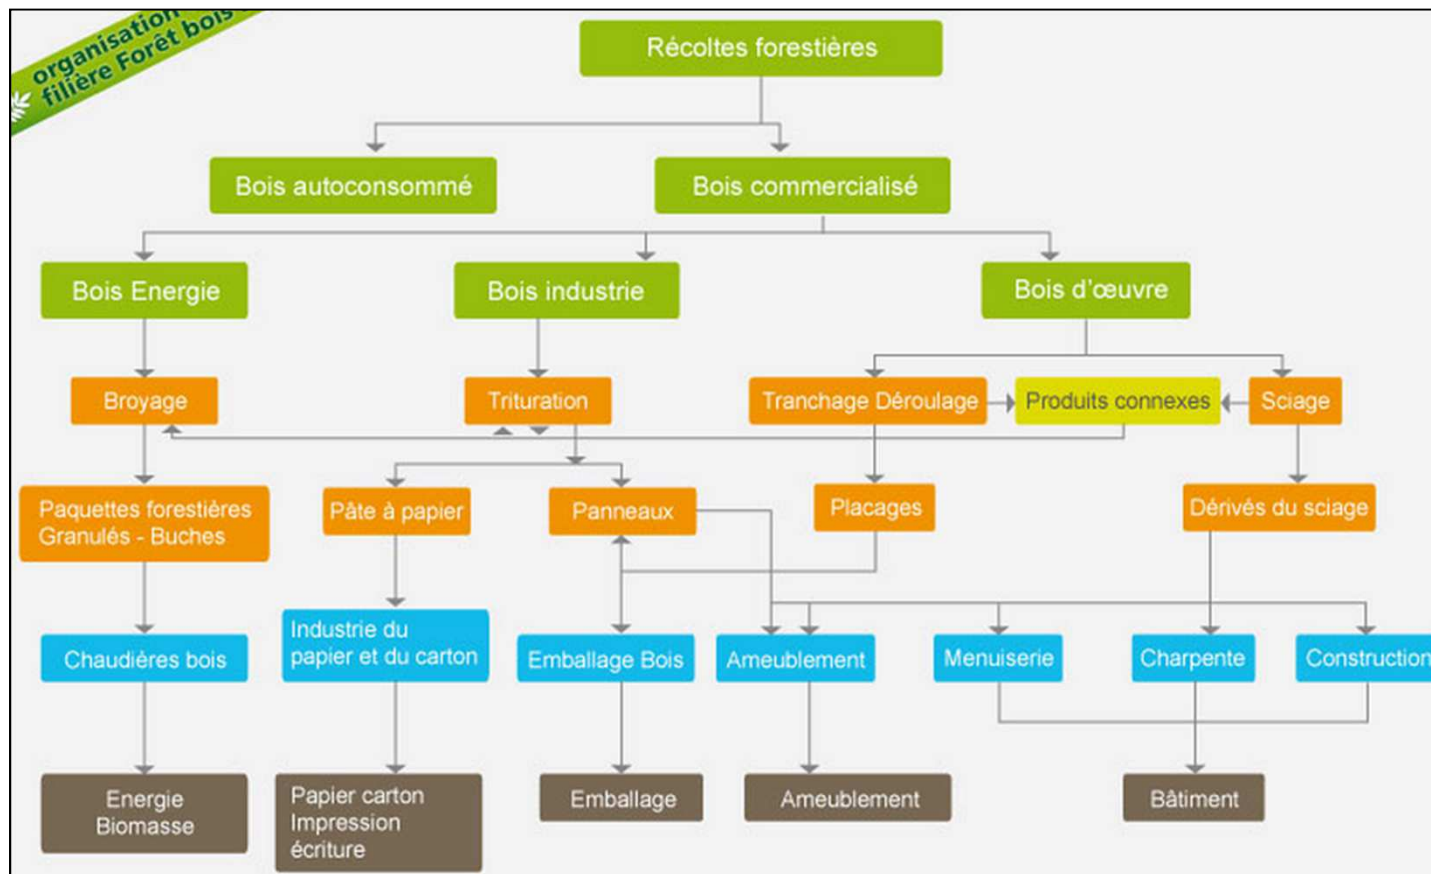 organisation
filière Forêt bois
Récoltes forestières
Bois autoconsommé
Bois commercialisé
Bois Energie
Bois industrie
Bois d'œuvre
Broyage
Trituration
Tranchage Déroulage
Produits connexes
Sciage
Paquettes forestières
Granulés - Buches
Pâte à papier
Panneaux
Placages
Dérivés du sciage
Chaudières bois
Industrie du
papier et du carton
Emballage Bois
Ameublement
Menuiserie
Charpente
Construction
Energie
Biomasse
Papier carton
Impression
écriture
Emballage
Ameublement
Bâtiment